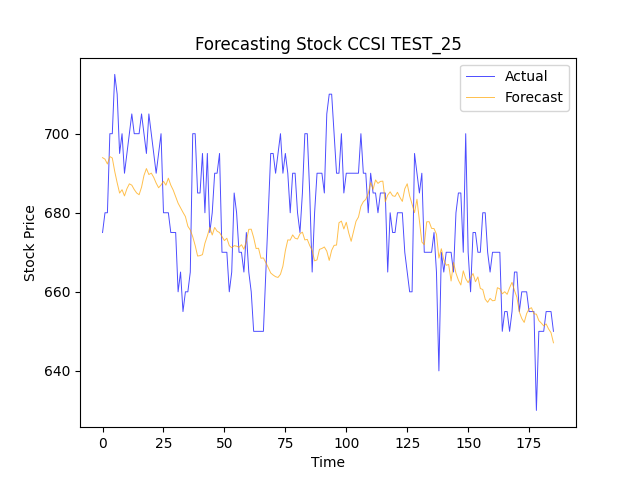 Forecasting Stock CCSI TEST_25
Actual
Forecast
700
680
660
640
Stock Price
0 25 50 75 100 125 150 175
Time